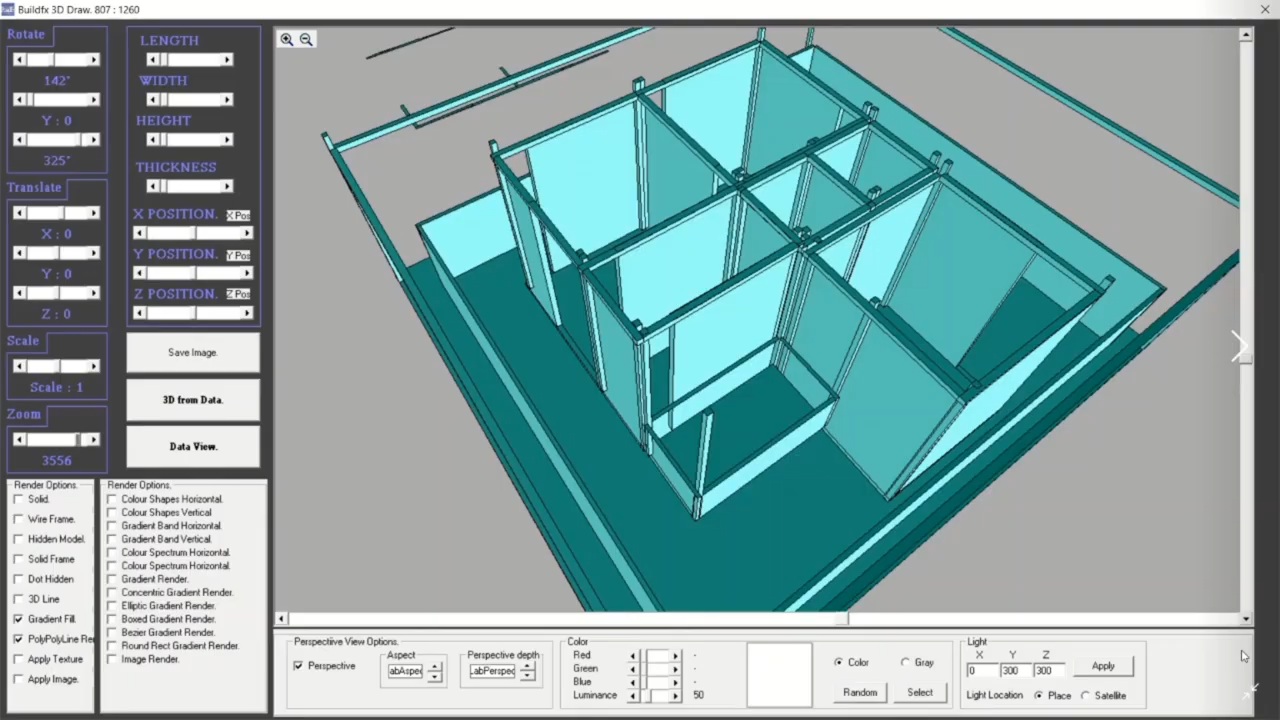 Buildfx 3D Draw. 807 : 1260
Rotate
142°
Y : 0
325°
Translate
X : 0
Y : 0
Z : 0
Scale
Scale : 1
Zoom
3556
LENGTH
WIDTH
HEIGHT
THICKNESS
X POSITION. X Pos
Y POSITION. Y Pos
Z POSITION. Z Pos
Save Image.
3D from Data.
Data View.
Render Options.
Solid.
Wire Frame.
Hidden Model.
Solid Frame
Dot Hidden
3D Line
Gradient Fill.
PolyPolyLine Re
Apply Texture
Apply Image.
Render Options.
Colour Shapes Horizontal.
Colour Shapes Vertical
Gradient Band Horizontal.
Gradient Band Vertical.
Colour Spectrum Horizontal.
Colour Spectrum Horizontal.
Gradient Render.
Concentric Gradient Render.
Elliptic Gradient Render.
Boxed Gradient Render.
Bezier Gradient Render.
Round Rect Gradient Render.
Image Render.
Perspective View Options.
Perspective
Aspect
abAspec
Perspective depth
.abPerspec
Color
Red -
Green -
Blue -
Luminance 50
Color Gray
Random Select
Light
X Y Z
0 300 300 Apply
Light Location Place Satellite